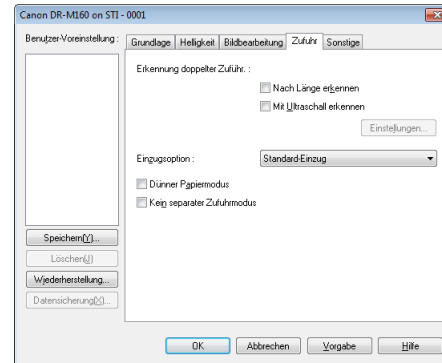 Canon DR-M160 on STI - 0001
Benutzer-Voreinstellung :
Grundlage Helligkeit Bildbearbeitung Zufuhr Sonstige
Erkennung doppelter Zufuhr. :
Nach Länge erkennen
Mit Ultraschall erkennen
Einstellungen...
Einzugsoption : Standard-Einzug
Dünner Papiermodus
Kein separater Zufuhrmodus
Speichern(Y)...
Löschen(J)
Wiederherstellung...
Datensicherung(X)...
OK Abbrechen Vorgabe Hilfe